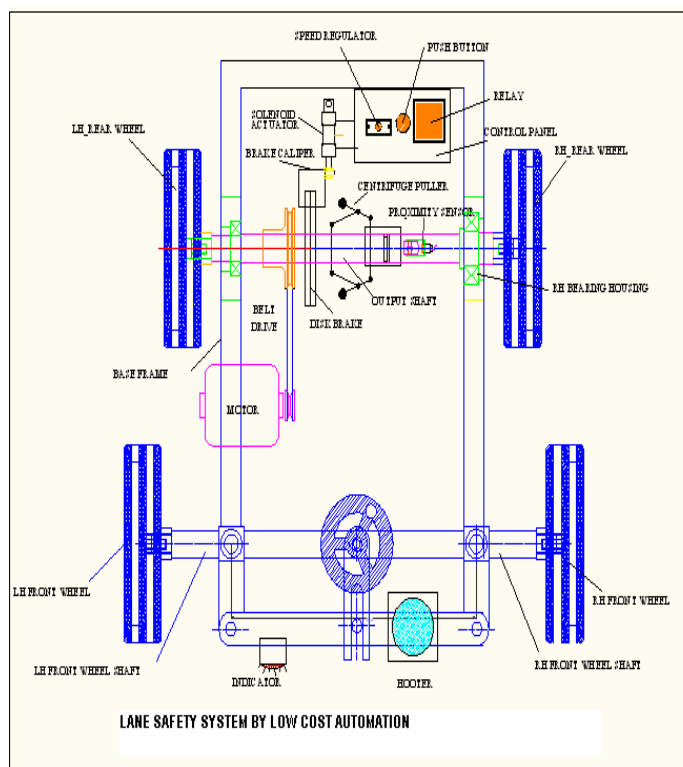 SPEED REGULATOR
PUSH BUTTON
RELAY
SOLENOID
ACTUATOR
LH_REAR WHEEL
CONTROL PANEL
BRAKE CALIPER
RH_REAR WHEEL
CENTRIFUGE PULLER
PROXIMITY SENSOR
RH BEARING HOUSING
OUTPUT SHAFT
BELT
DRIVE
DISK BRAKE
BASE FRAME
MOTOR
LH FRONT WHEEL
RH FRONT WHEEL
LH FRONT WHEEL SHAFT
RH FRONT WHEEL SHAFT
INDICATOR
HOOTER
LANE SAFETY SYSTEM BY LOW COST AUTOMATION